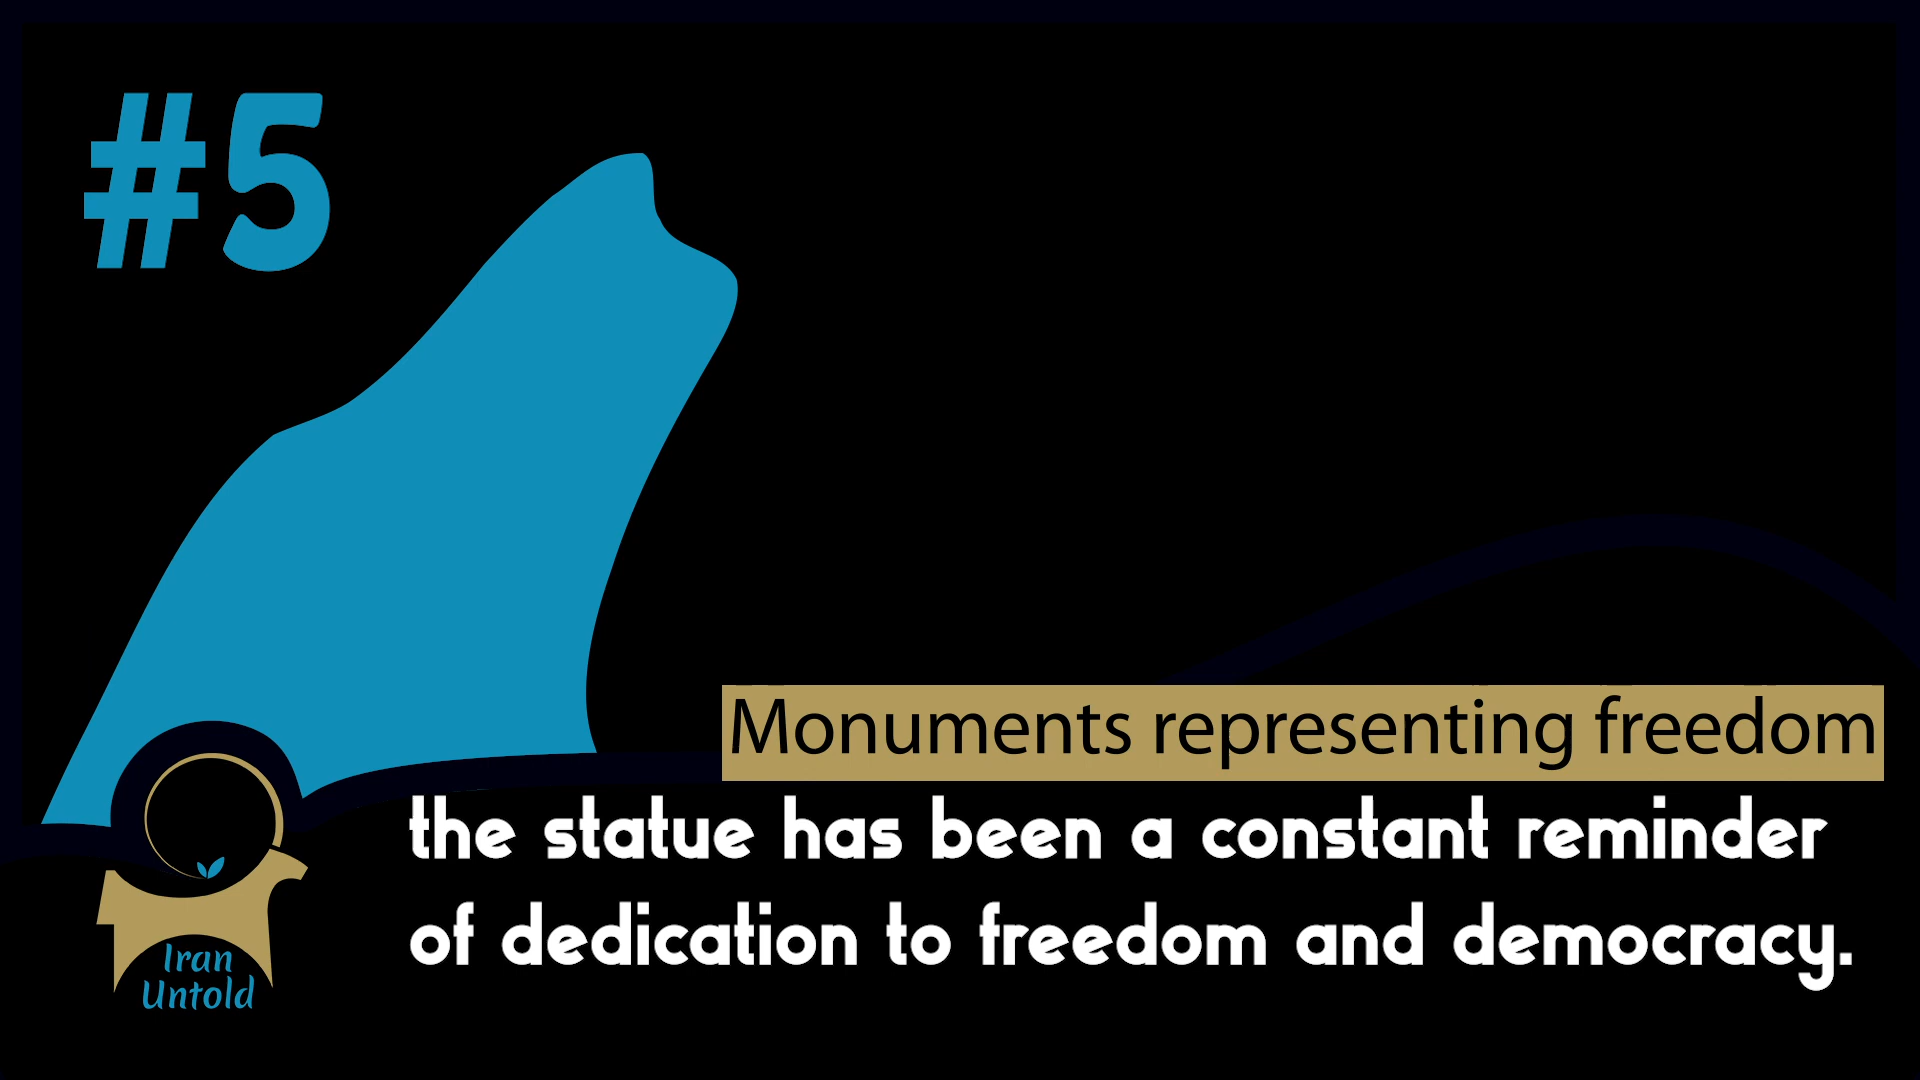 #5
Monuments representing freedom
the statue has been a constant reminder
of dedication to freedom and democracy.
Iran
Untold